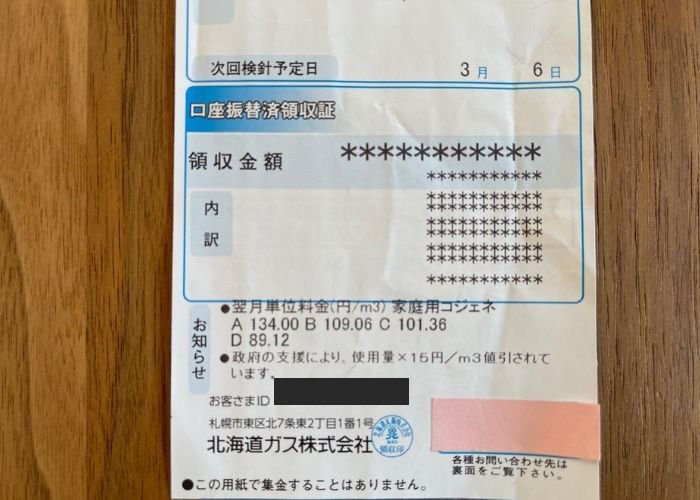 次回検針予定日 3月 6日
口座振替済領収証
領収金額 ***********
***********
内訳
***********
***********
***********
***********
***********
***********
***********
お知らせ
●翌月単位料金(円/m3) 家庭用コジェネ
A 134.00 B 109.06 C 101.36
D 89.12
●政府の支援により、使用量×15円/m3値引されて
います。
お客さまID
札幌市東区北7条東2丁目1番1号
北海道ガス株式会社
領収印
各種お問い合わせ先は
裏面をご覧下さい。
●この用紙で集金することはありません。